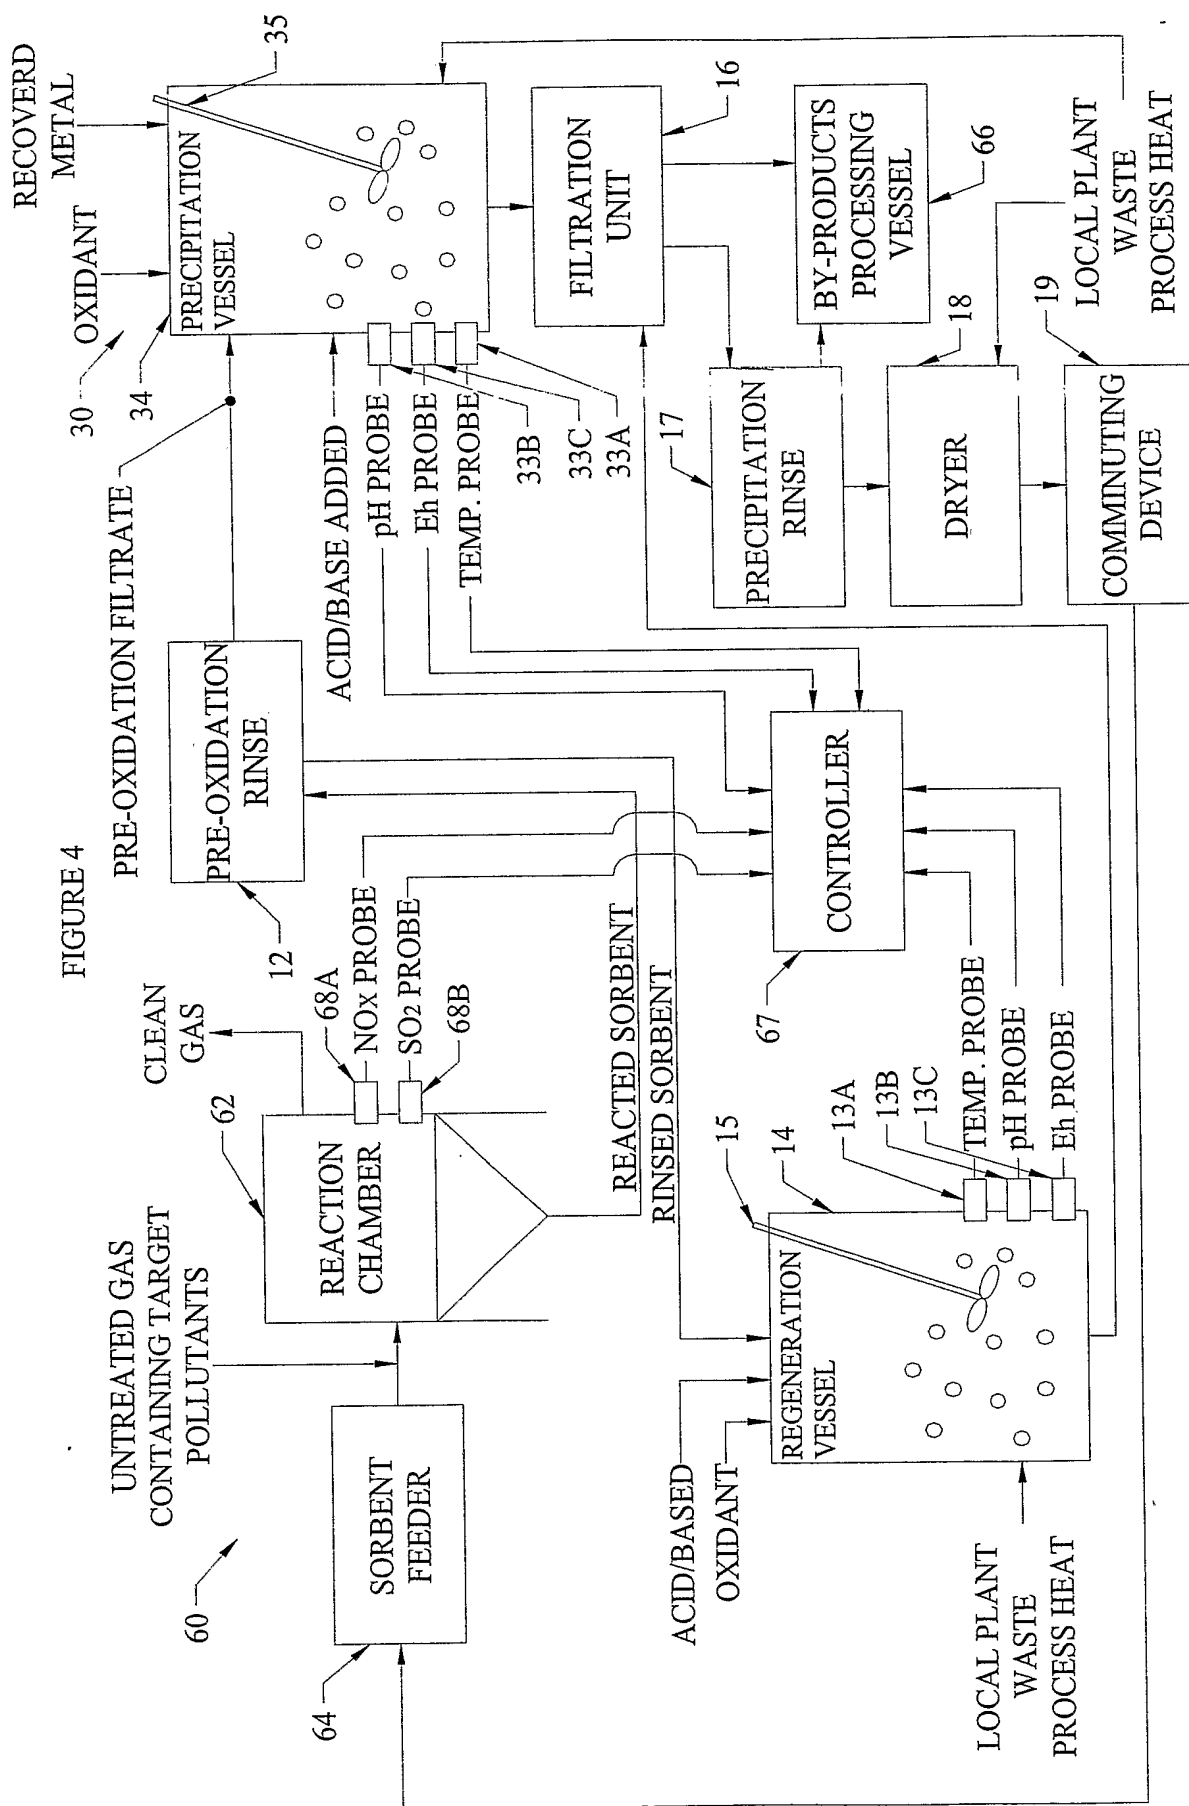 FIGURE 4
60
UNTREATED GAS
CONTAINING TARGET
POLLUTANTS
SORBENT
FEEDER
64
62
CLEAN
GAS
REACTION
CHAMBER
68A
NOx PROBE
SO2 PROBE
68B
REACTED SORBENT
RINSED SORBENT
12
PRE-OXIDATION
RINSE
PRE-OXIDATION FILTRATE
30
34
OXIDANT
RECOVERD
METAL
35
PRECIPITATION
VESSEL
ACID/BASE ADDED
pH PROBE
Eh PROBE
TEMP. PROBE
33B
33C
33A
FILTRATION
UNIT
16
17
PRECIPITATION
RINSE
BY-PRODUCTS
PROCESSING
VESSEL
66
DRYER
18
LOCAL PLANT
WASTE
PROCESS HEAT
19
COMMINUTING
DEVICE
CONTROLLER
67
ACID/BASED
OXIDANT
REGENERATION
VESSEL
15
14
13A
13B
13C
TEMP. PROBE
pH PROBE
Eh PROBE
LOCAL PLANT
WASTE
PROCESS HEAT